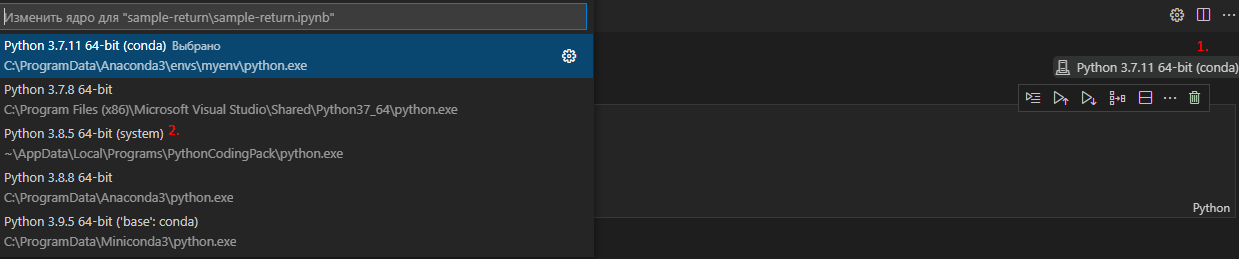 Изменить ядро для "sample-return\sample-return.ipynb"
Python 3.7.11 64-bit (conda) Выбрано
C:\ProgramData\Anaconda3\envs\myenv\python.exe
Python 3.7.8 64-bit
C:\Program Files (x86)\Microsoft Visual Studio\Shared\Python37_64\python.exe
Python 3.8.5 64-bit (system) 2.
~\AppData\Local\Programs\PythonCodingPack\python.exe
Python 3.8.8 64-bit
C:\ProgramData\Anaconda3\python.exe
Python 3.9.5 64-bit ('base': conda)
C:\ProgramData\Miniconda3\python.exe
1.
Python 3.7.11 64-bit (conda)
Python